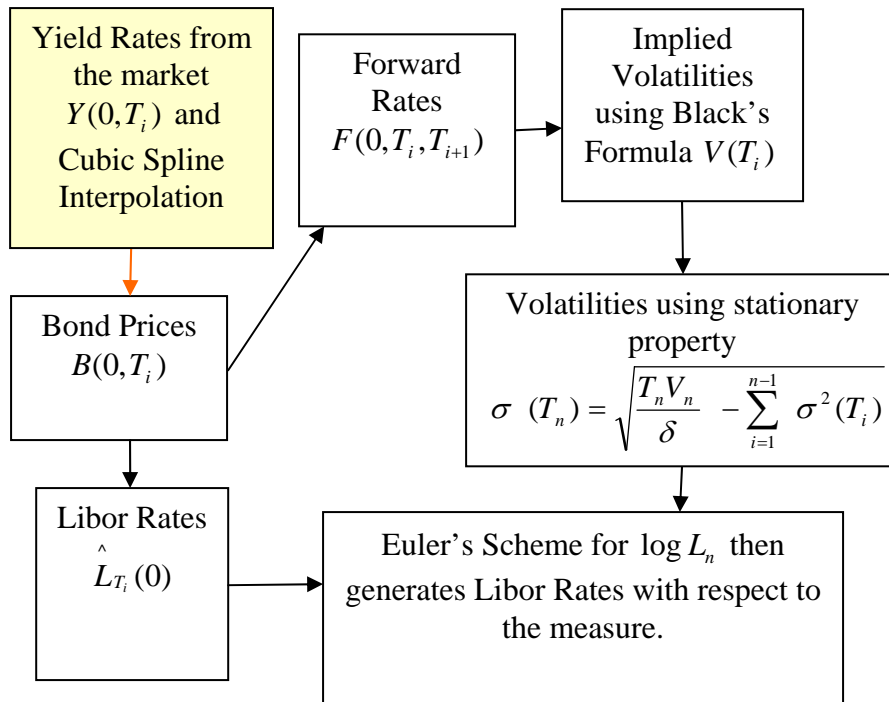 Yield Rates from
the market
Y(0,T_i) and
Cubic Spline
Interpolation
Forward
Rates
F(0,T_i,T_{i+1})
Implied
Volatilities
using Black's
Formula V(T_i)
Bond Prices
B(0,T_i)
Volatilities using stationary
property
σ (T_n) = √(T_n V_n / δ − ∑_{i=1}^{n−1} σ²(T_i))
Libor Rates
L̂_{T_i}(0)
Euler's Scheme for log L_n then
generates Libor Rates with respect to
the measure.